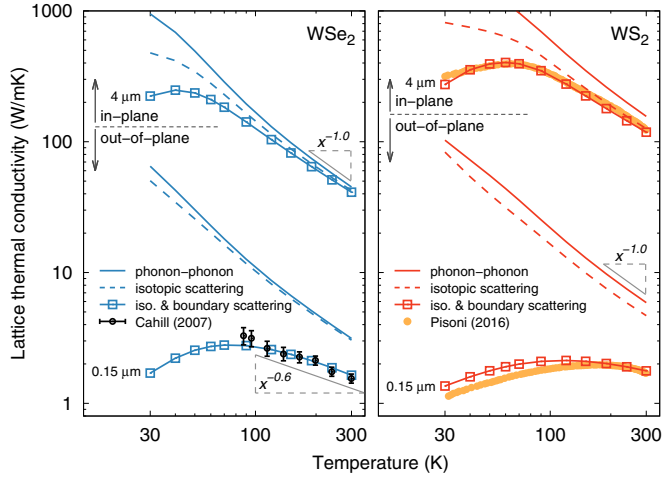 Lattice thermal conductivity (W/mK)
1000
100
10
1
WSe2
4 μm
in-plane
out-of-plane
x^-1.0
phonon-phonon
isotopic scattering
iso. & boundary scattering
Cahill (2007)
0.15 μm
x^-0.6
30
100
300
WS2
4 μm
in-plane
out-of-plane
x^-1.0
phonon-phonon
isotopic scattering
iso. & boundary scattering
Pisoni (2016)
0.15 μm
30
100
300
Temperature (K)